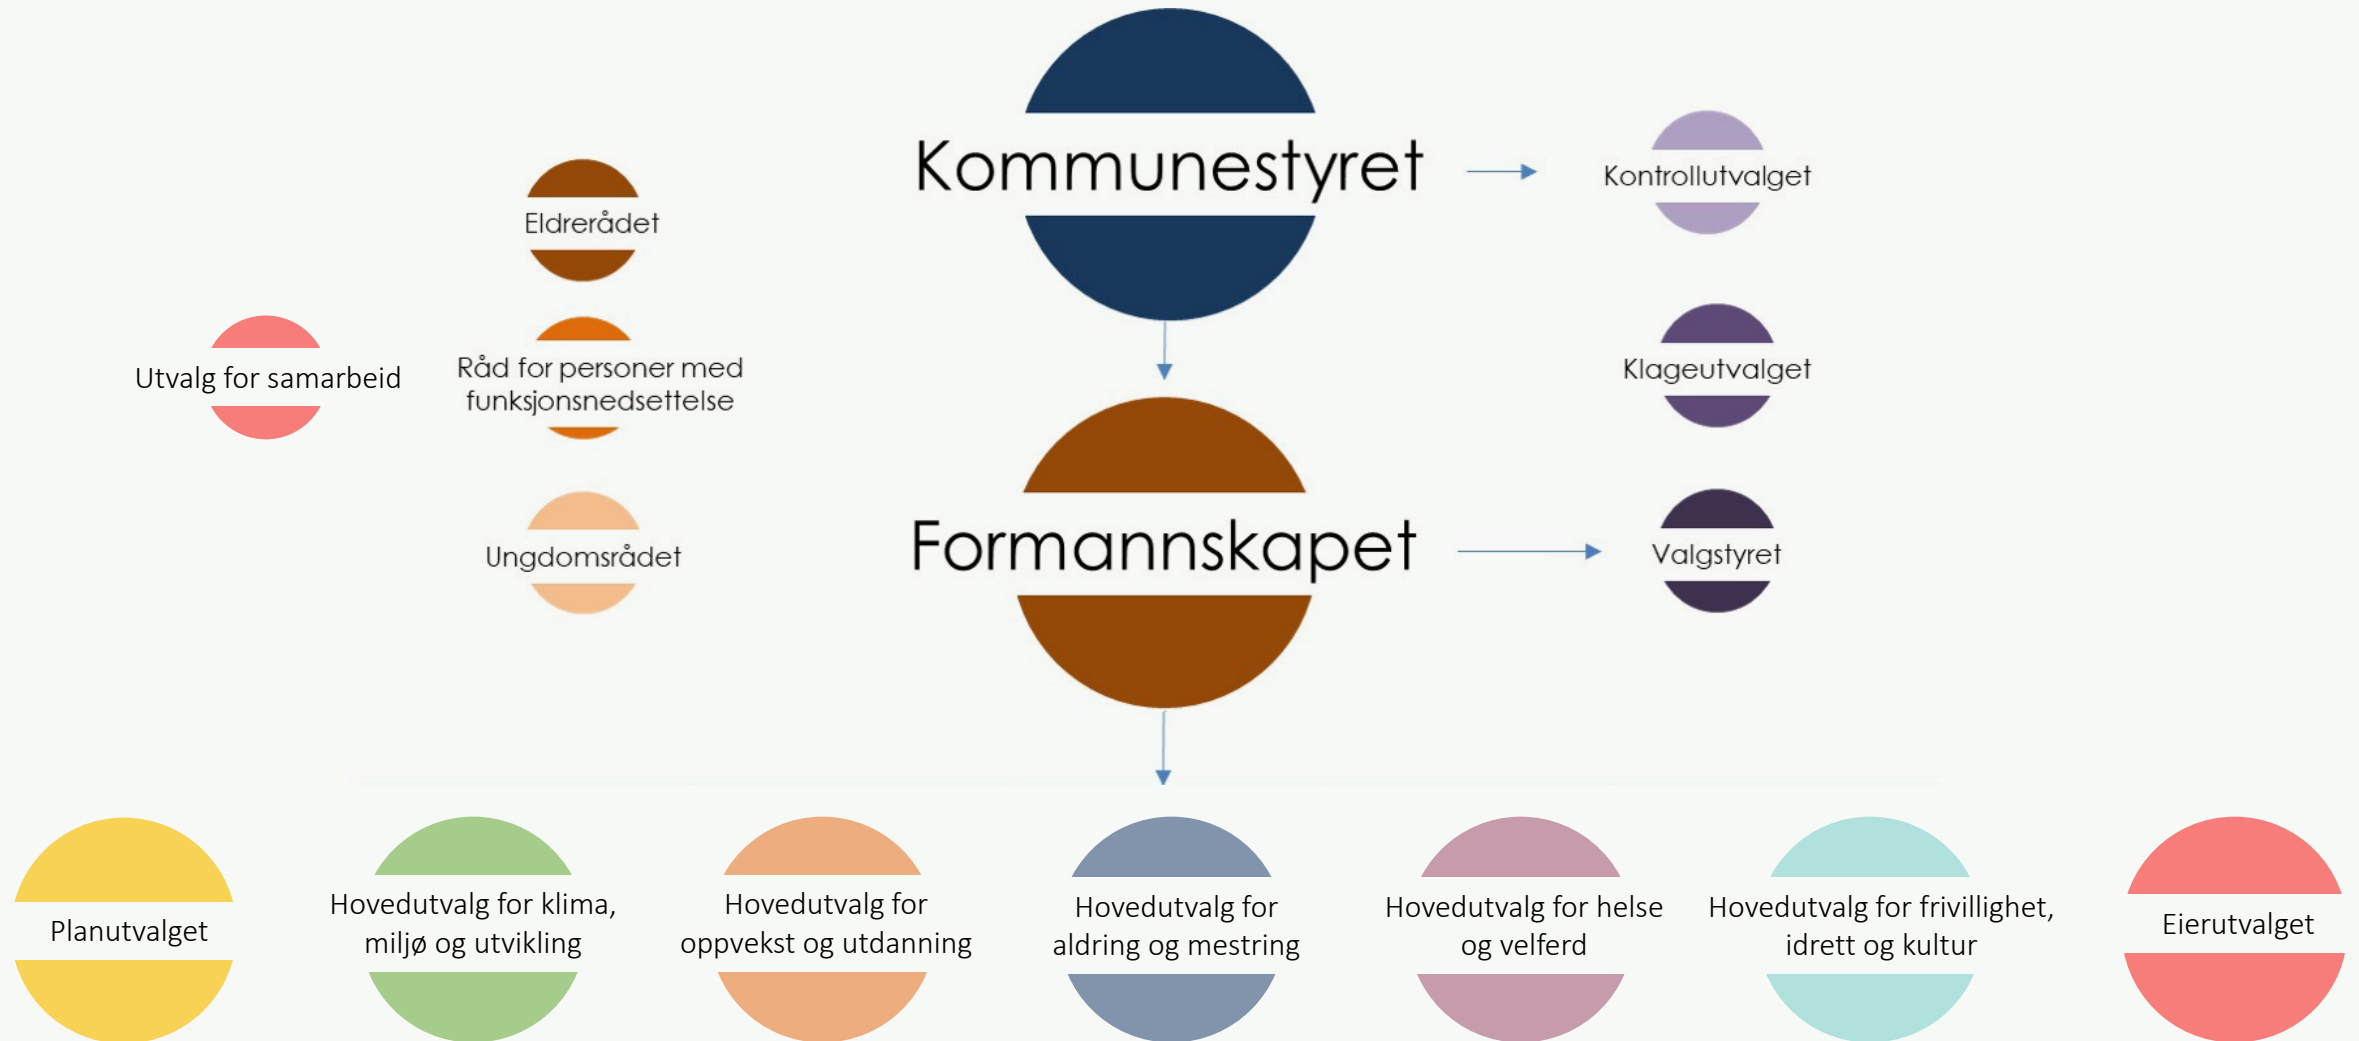 Kommunestyret
Kontrollutvalget
Eldrerådet
Utvalg for samarbeid
Råd for personer med
funksjonsnedsettelse
Klageutvalget
Ungdomsrådet
Formannskapet
Valgstyret
Planutvalget
Hovedutvalg for klima,
miljø og utvikling
Hovedutvalg for
oppvekst og utdanning
Hovedutvalg for
aldring og mestring
Hovedutvalg for helse
og velferd
Hovedutvalg for frivillighet,
idrett og kultur
Eierutvalget